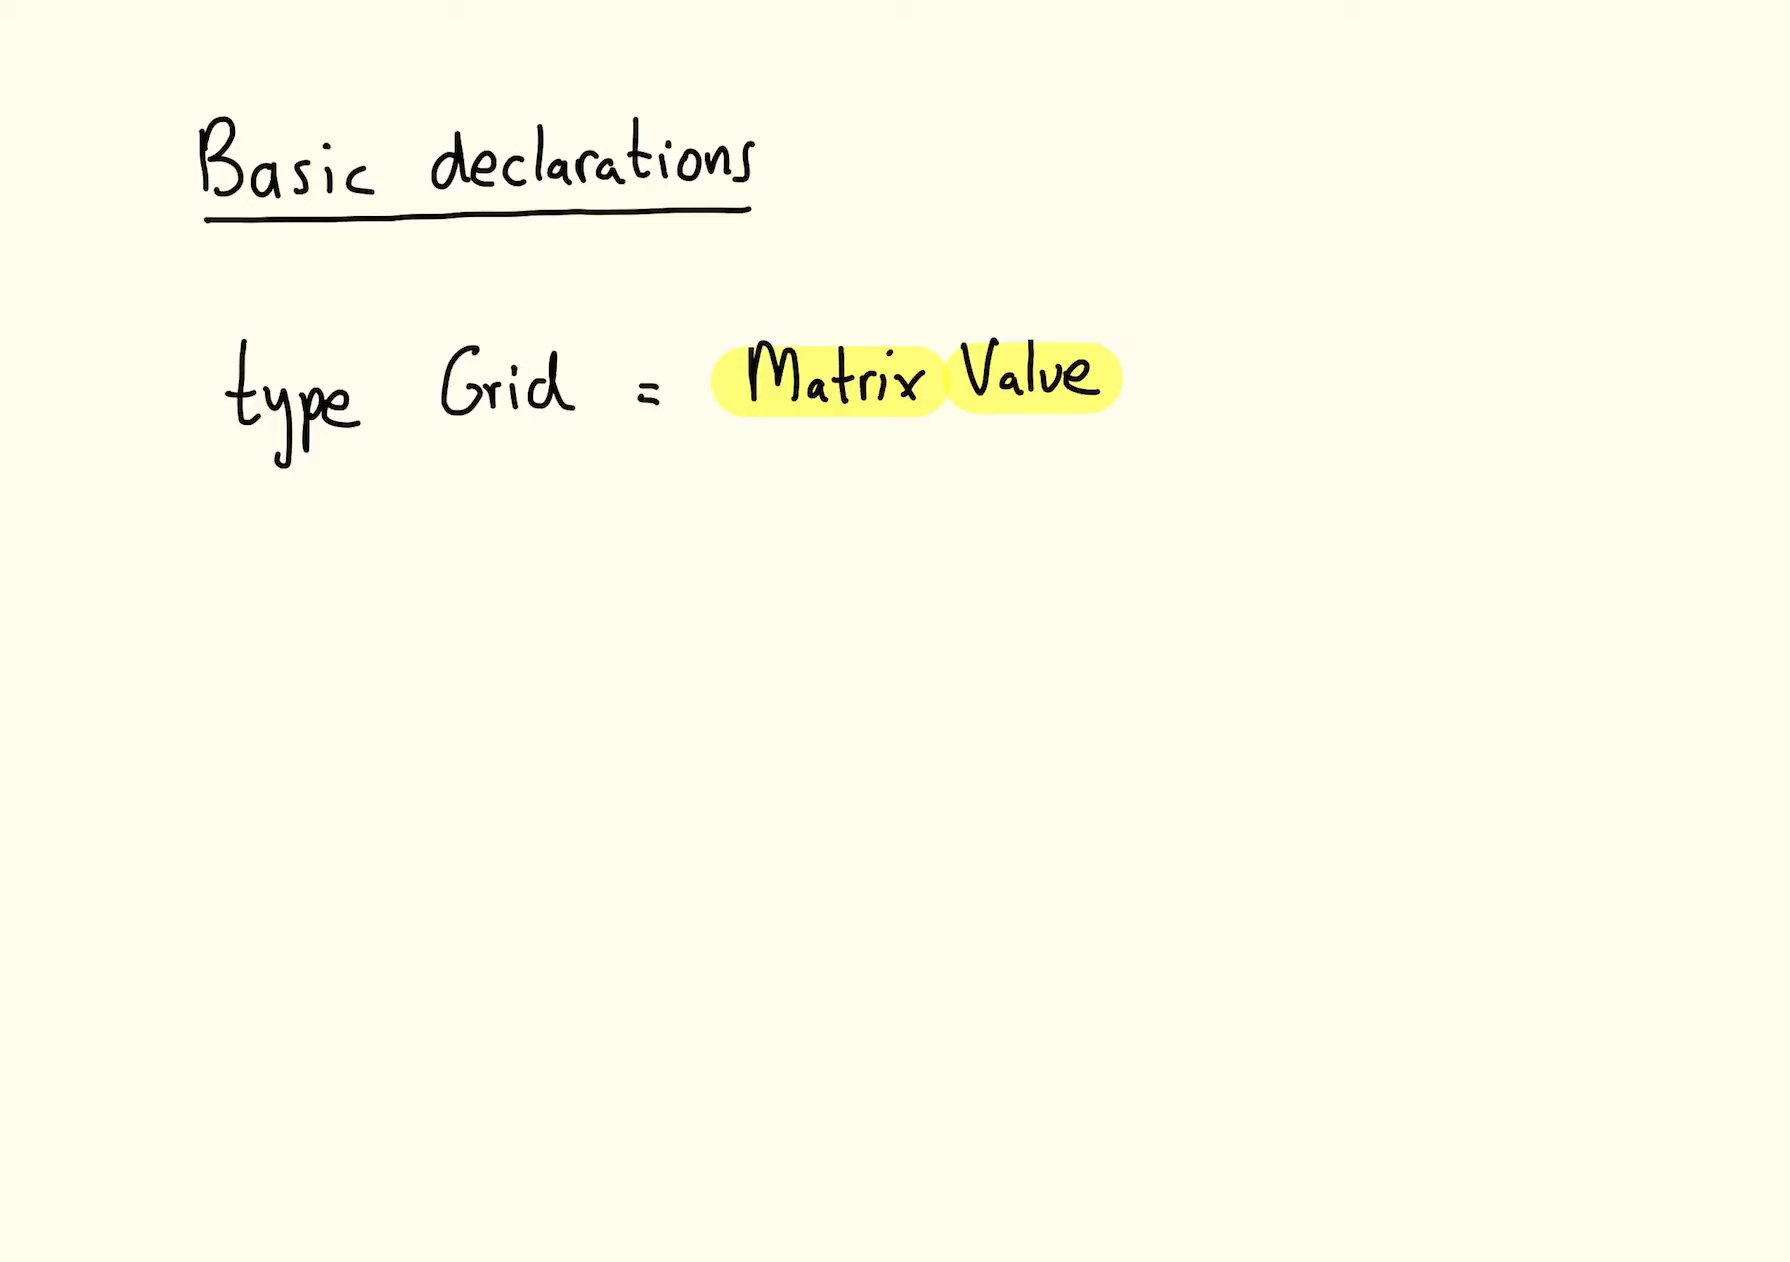 Basic declarations
type Grid = Matrix Value